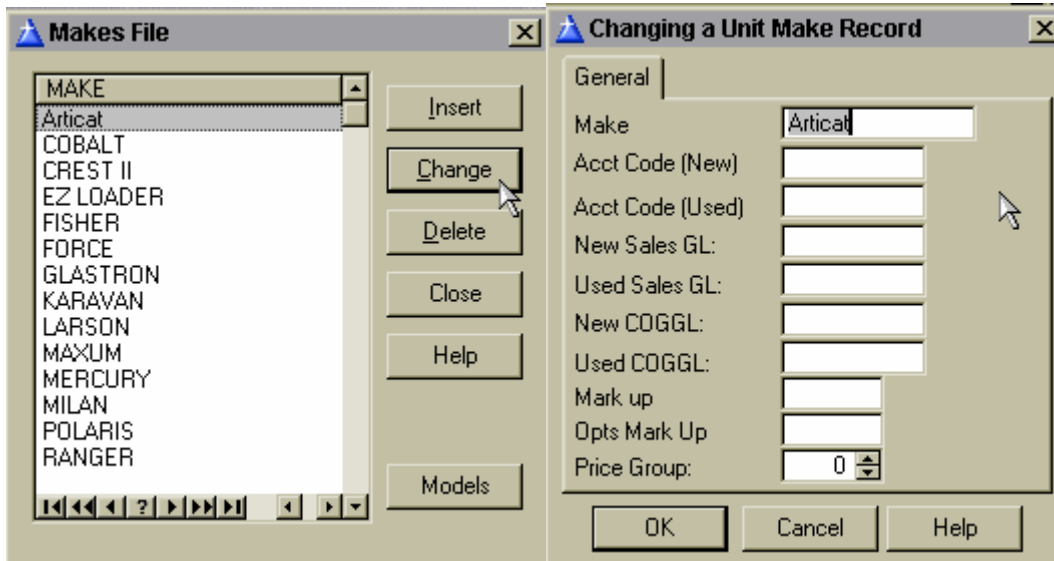 Makes File
MAKE
Articat
COBALT
CREST II
EZ LOADER
FISHER
FORCE
GLASTRON
KARAVAN
LARSON
MAXUM
MERCURY
MILAN
POLARIS
RANGER
?
Insert
Change
Delete
Close
Help
Models
Changing a Unit Make Record
General
Make Articat
Acct Code (New)
Acct Code (Used)
New Sales GL:
Used Sales GL:
New COGGL:
Used COGGL:
Mark up
Opts Mark Up
Price Group: 0
OK Cancel Help